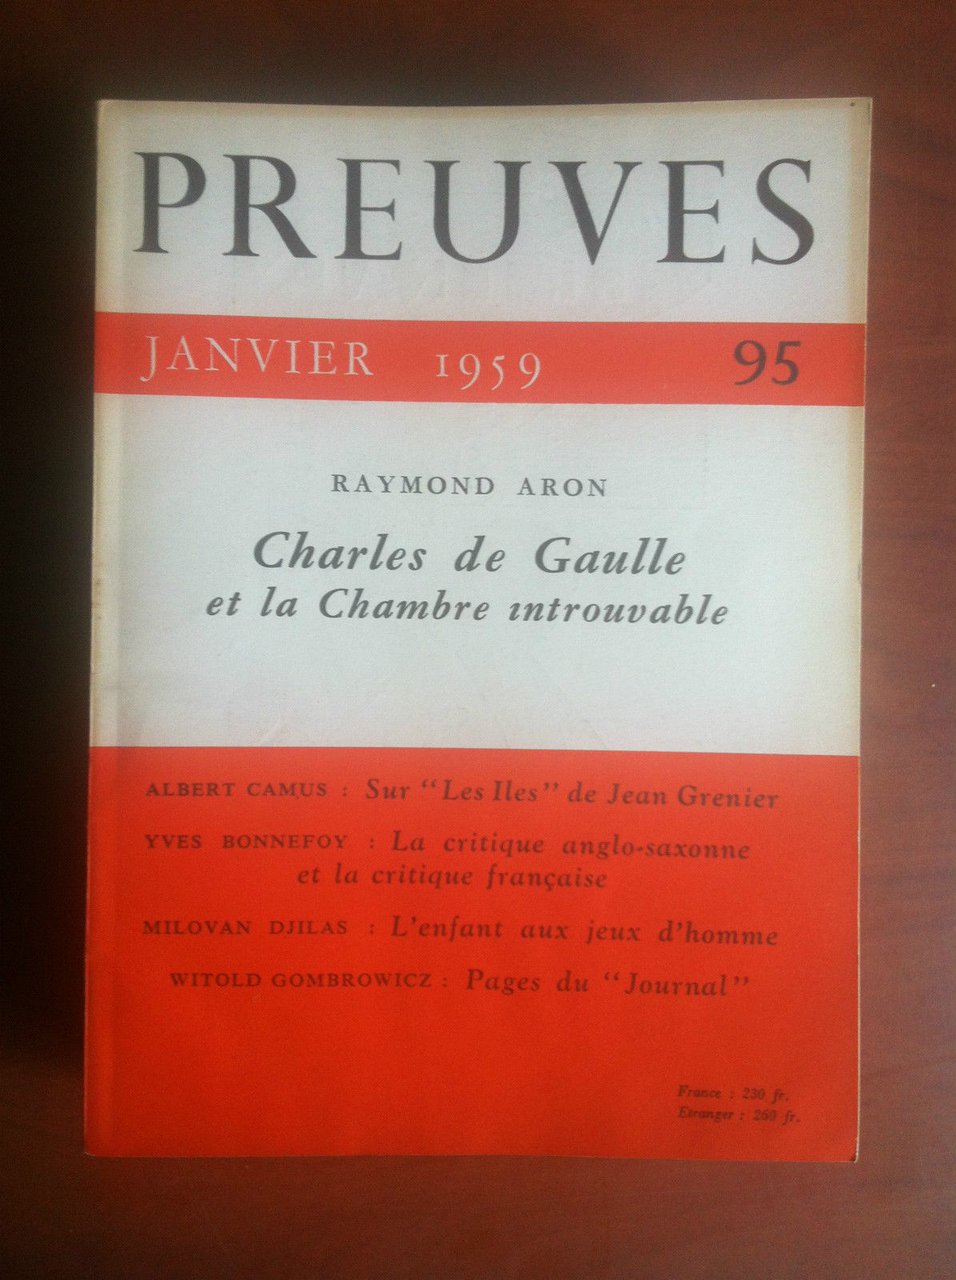 PREUVES
JANVIER 1959 95
RAYMOND ARON
Charles de Gaulle
et la Chambre introuvable
ALBERT CAMUS : Sur "Les Iles" de Jean Grenier
YVES BONNEFOY : La critique anglo-saxonne
et la critique française
MILOVAN DJILAS : L'enfant aux jeux d'homme
WITOLD GOMBROWICZ : Pages du "Journal"
France : 230 fr.
Etranger : 260 fr.